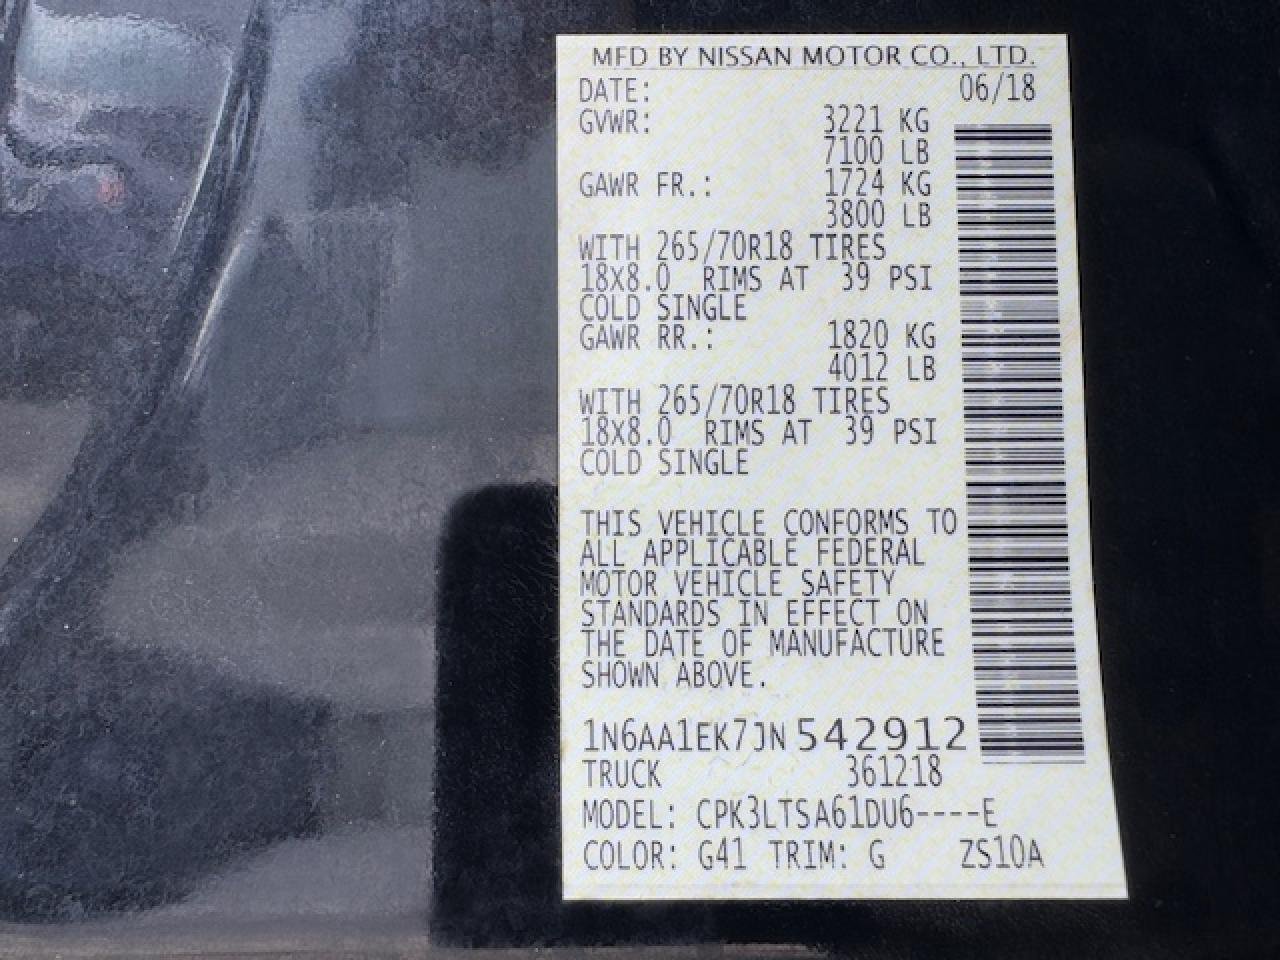 MFD BY NISSAN MOTOR CO., LTD.
DATE: 06/18
GVWR: 3221 KG
7100 LB
GAWR FR.: 1724 KG
3800 LB
WITH 265/70R18 TIRES
18X8.0 RIMS AT 39 PSI
COLD SINGLE
GAWR RR.: 1820 KG
4012 LB
WITH 265/70R18 TIRES
18X8.0 RIMS AT 39 PSI
COLD SINGLE
THIS VEHICLE CONFORMS TO
ALL APPLICABLE FEDERAL
MOTOR VEHICLE SAFETY
STANDARDS IN EFFECT ON
THE DATE OF MANUFACTURE
SHOWN ABOVE.
1N6AA1EK7JN542912
TRUCK 361218
MODEL: CPK3LTSA61DU6----E
COLOR: G41 TRIM: G ZS10A